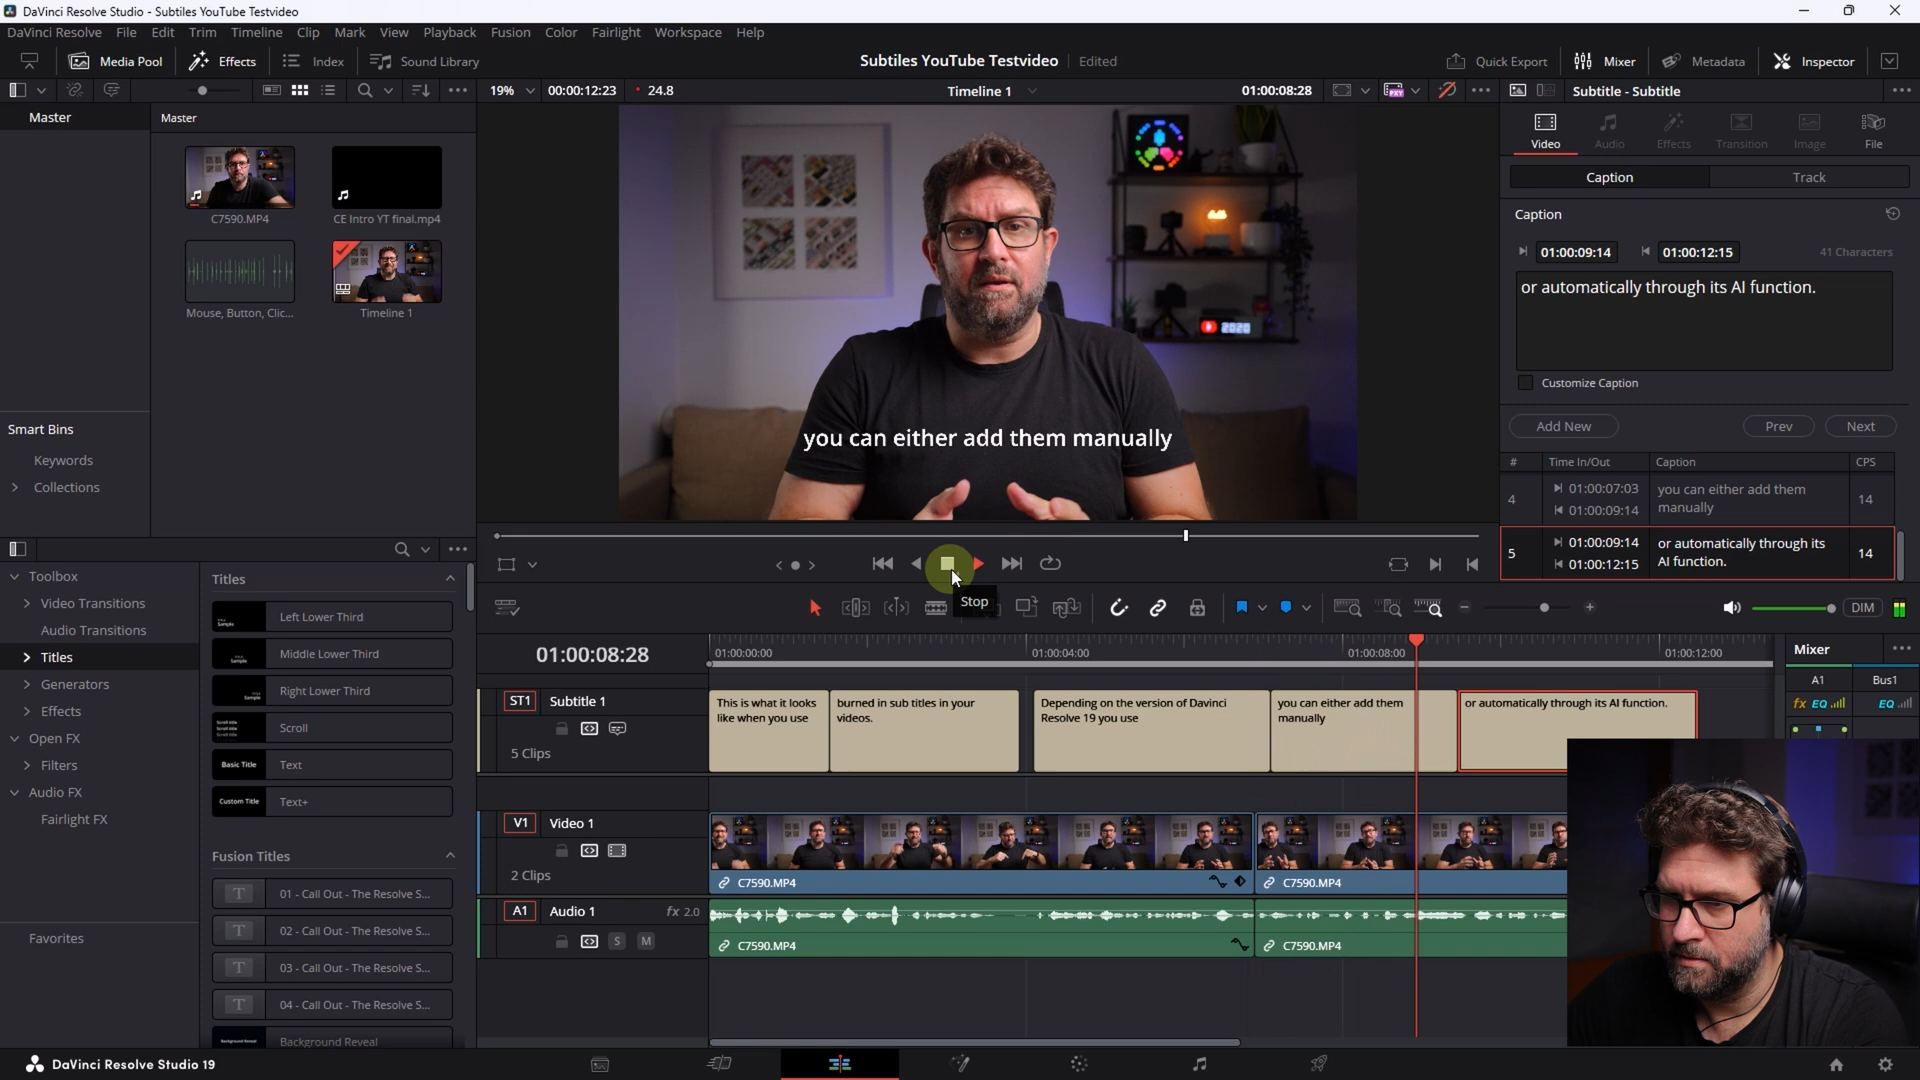 DaVinci Resolve Studio - Subtiles YouTube Testvideo
DaVinci Resolve File Edit Trim Timeline Clip Mark View Playback Fusion Color Fairlight Workspace Help
Media Pool Effects Index Sound Library Subtiles YouTube Testvideo Edited Quick Export Mixer Metadata Inspector
19% 00:00:12:23 24.8 Timeline 1 01:00:08:28 PXY Subtitle - Subtitle
Master Master
Video Audio Effects Transition Image File
Caption Track
C7590.MP4 CE Intro YT final.mp4
Caption
01:00:09:14 01:00:12:15 41 Characters
or automatically through its AI function.
Mouse, Button, Clic... Timeline 1
2020
Customize Caption
Smart Bins
Keywords
Collections
you can either add them manually
Add New Prev Next
# Time In/Out Caption CPS
4 01:00:07:03 you can either add them 14
01:00:09:14 manually
5 01:00:09:14 or automatically through its 14
01:00:12:15 AI function.
Toolbox
Video Transitions
Audio Transitions
Titles
Generators
Effects
Open FX
Filters
Audio FX
Fairlight FX
Favorites
Titles
Left Lower Third
Middle Lower Third
Right Lower Third
Scroll
Basic Title Text
Custom Title Text+
Fusion Titles
T 01 - Call Out - The Resolve S...
T 02 - Call Out - The Resolve S...
T 03 - Call Out - The Resolve S...
T 04 - Call Out - The Resolve S...
Background Reveal Background Reveal
Stop
DIM
01:00:08:28 01:00:00:00 01:00:04:00 01:00:08:00 01:00:12:00
Mixer
A1 Bus1
fx EQ EQ
ST1 Subtitle 1
5 Clips
This is what it looks
like when you use
burned in sub titles in your
videos.
Depending on the version of Davinci
Resolve 19 you use
you can either add them
manually
or automatically through its AI function.
V1 Video 1
2 Clips
C7590.MP4 C7590.MP4
A1 Audio 1 fx 2.0
S M
C7590.MP4 C7590.MP4
DaVinci Resolve Studio 19